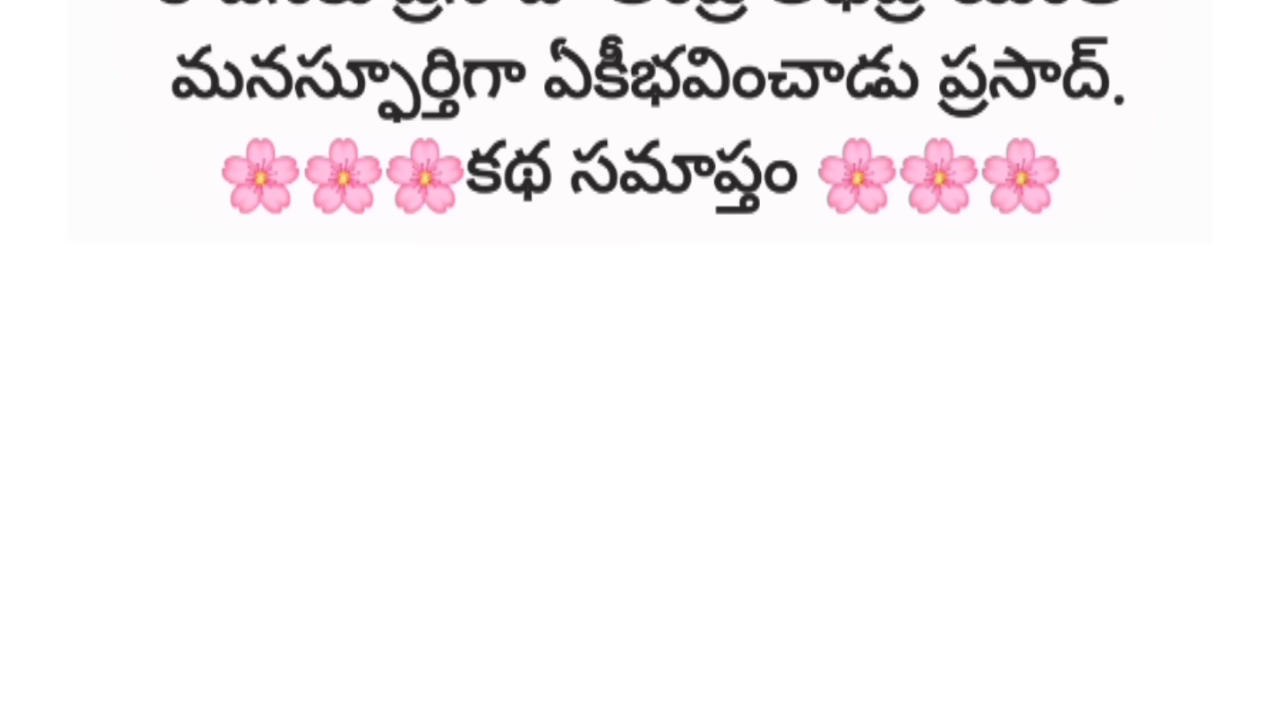 మనస్ఫూర్తిగా ఏకీభవించాడు ప్రసాద్.
🌸🌸🌸కథ సమాప్తం 🌸🌸🌸